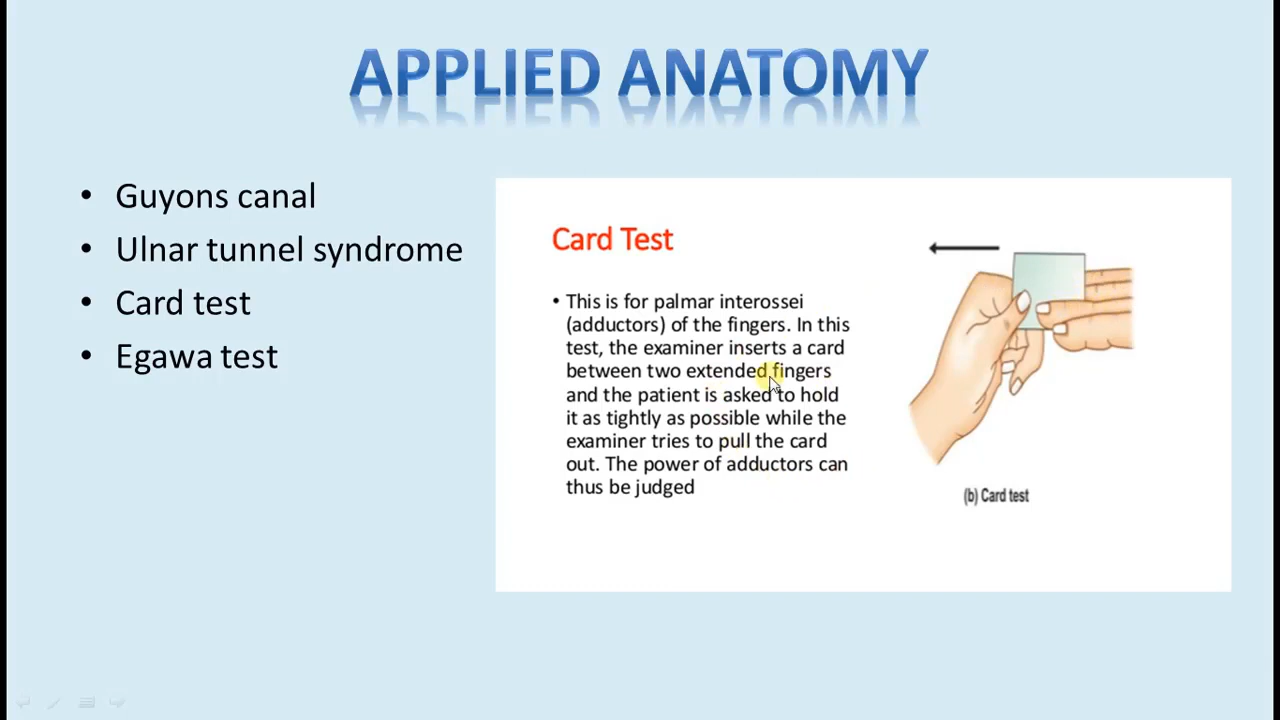 APPLIED ANATOMY
• Guyons canal
• Ulnar tunnel syndrome
• Card test
• Egawa test
Card Test
• This is for palmar interossei
(adductors) of the fingers. In this
test, the examiner inserts a card
between two extended fingers
and the patient is asked to hold
it as tightly as possible while the
examiner tries to pull the card
out. The power of adductors can
thus be judged
(b) Card test